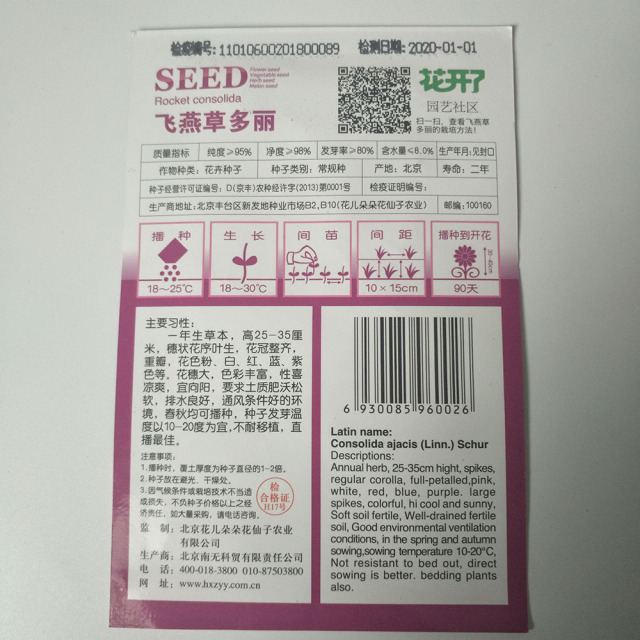 检疫编号: 11010600201800089 检测日期: 2020-01-01
SEED
Flower seed
Vegetable seed
Herb seed
Melon seed
Rocket consolida
飞燕草多丽
花开了
园艺社区
扫一扫，查看飞燕草
多丽的栽培方法！
质量指标 纯度≥95% 净度≥98% 发芽率≥80% 含水量≤8.0% 生产年月:见封口
作物种类: 花卉种子 种子类别: 常规种 产地: 北京 寿命: 二年
种子经营许可证编号: D(京丰)农种经许字(2013)第0001号 检疫证明编号:
生产商地址: 北京丰台区新发地种业市场B2,B10(花儿朵朵花仙子农业) 邮编: 100160
播种 生长 间苗 间距 播种到开花
18～25℃ 18～30℃ 10×15cm 90天
主要习性:
一年生草本，高25-35厘
米，穗状花序叶生，花冠整齐，
重瓣，花色粉、白、红、蓝、紫
色等，花穗大，色彩丰富，性喜
凉爽，宜向阳，要求土质肥沃松
软，排水良好，通风条件好的环
境，春秋均可播种，种子发芽温
度以10-20度为宜,不耐移植，直
播最佳。
注意事项：
1. 播种时，覆土厚度为种子直径的1-2倍。
2. 种子放在避光、干燥处。
3. 因气候条件或栽培技术不当造
成损失，不负种子价格以上之经
济责任，如大量采购，请电话咨询。
检
合格证
H17号
监制: 北京花儿朵朵花仙子农业
有限公司
生产商: 北京南无科贸有限责任公司
电话: 400-018-3800 010-87503800
网址: www.hxzyy.com.cn
6 930085 960026
Latin name:
Consolida ajacis (Linn.) Schur
Descriptions:
Annual herb, 25-35cm hight, spikes,
regular corolla, full-petalled,pink,
white, red, blue, purple. large
spikes, colorful, hi cool and sunny,
Soft soil fertile, Well-drained fertile
soil, Good environmental ventilation
conditions, in the spring and autumn
sowing,sowing temperature 10-20°C,
Not resistant to bed out, direct
sowing is better. bedding plants
also.